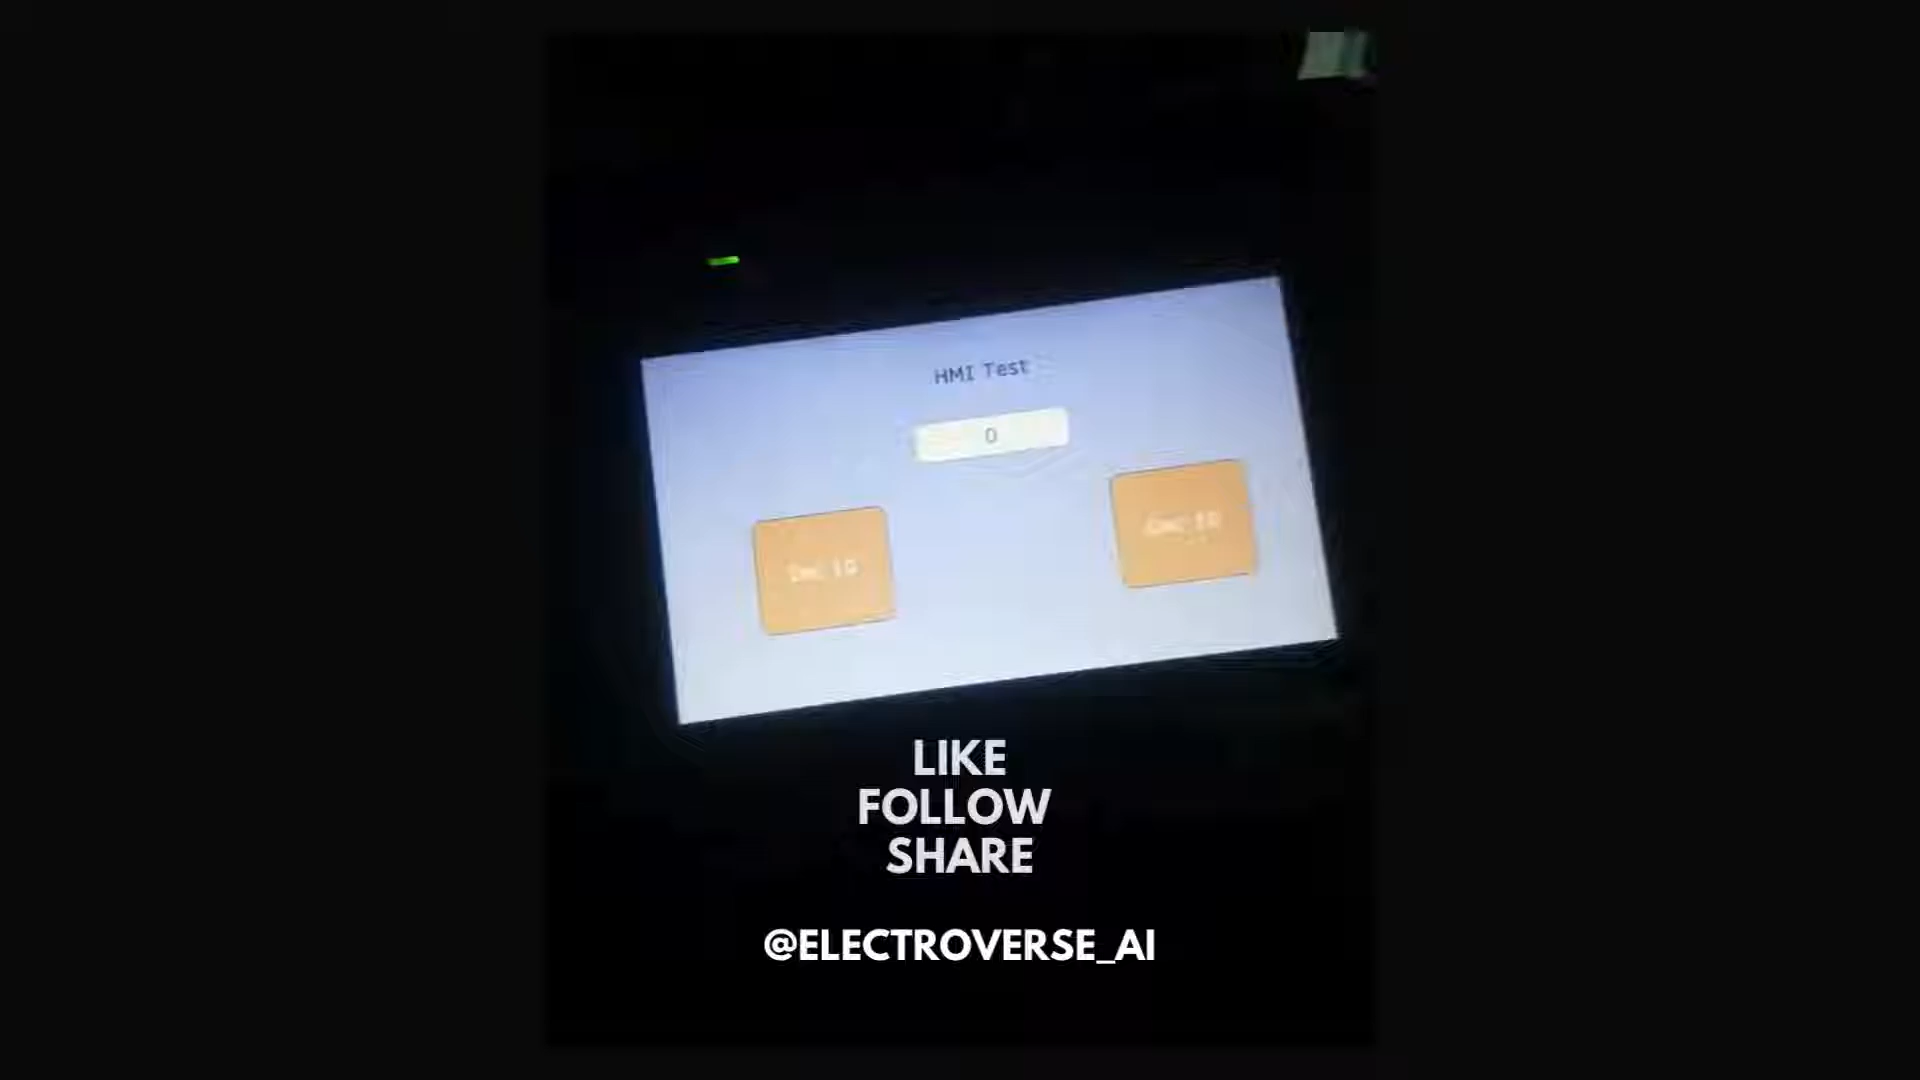 HMI Test
0
LIKE
FOLLOW
SHARE
@ELECTROVERSE_AI